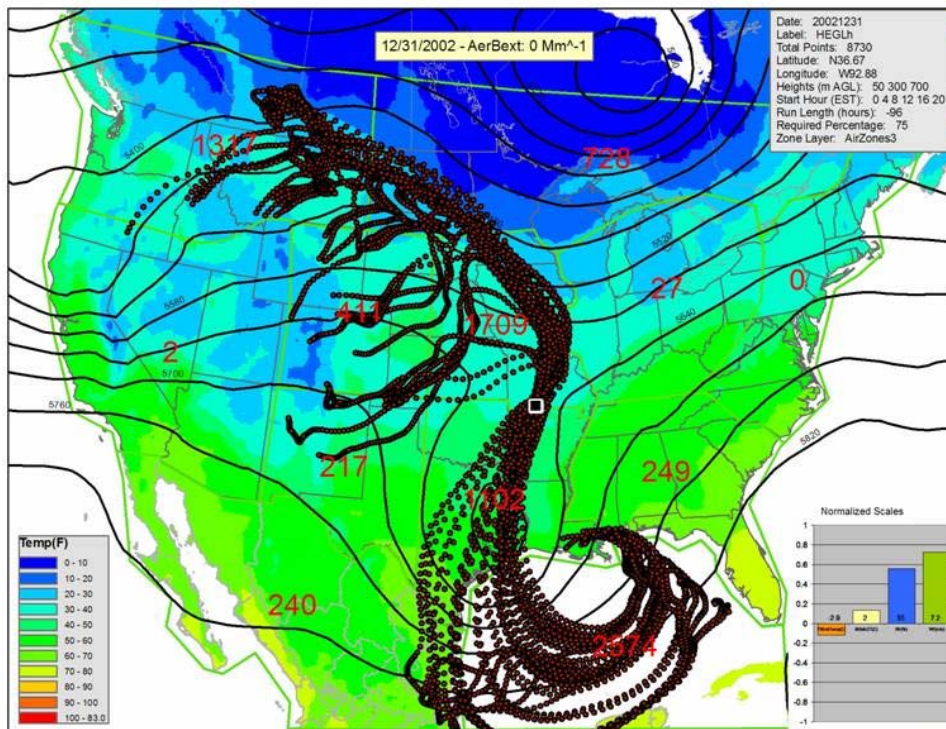 12/31/2002 - AerBext: 0 Mm^-1
Date: 20021231
Label: HEGLh
Total Points: 8730
Latitude: N36.67
Longitude: W92.88
Heights (m AGL): 50 300 700
Start Hour (EST): 0 4 8 12 16 20
Run Length (hours): -96
Required Percentage: 75
Zone Layer: AirZones3
1317
728
5400
5520
27
0
5580
411
1709
5640
2
5700
5760
5820
217
1102
249
240
2574
Temp(F)
0 - 10
10 - 20
20 - 30
30 - 40
40 - 50
50 - 60
60 - 70
70 - 80
80 - 90
90 - 100
100 - 83.0
Normalized Scales
1
0.8
0.6
0.4
0.2
0
-0.2
-0.4
-0.6
-0.8
-1
-2.9
2
7.2